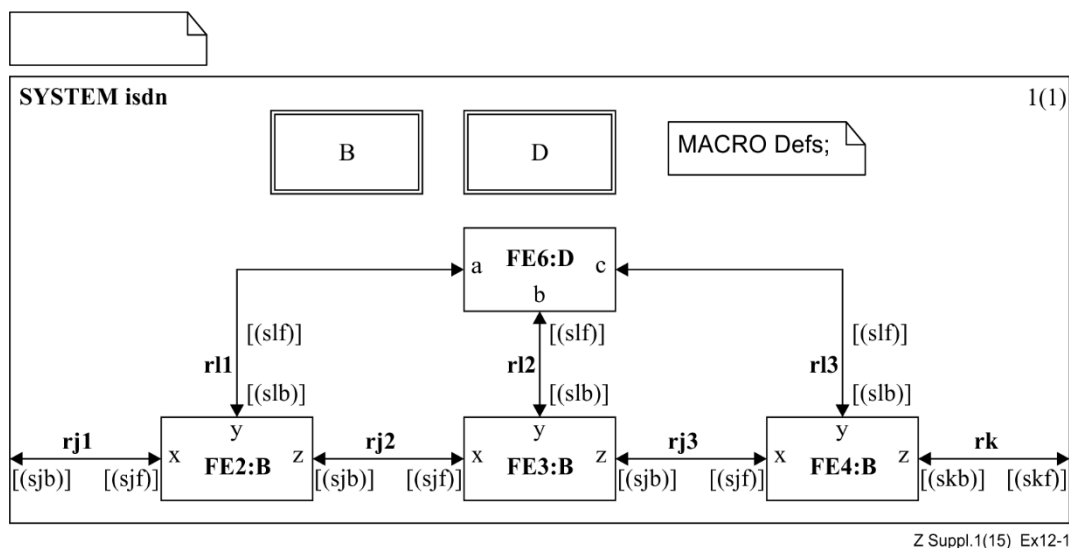 SYSTEM isdn 1(1)
B D MACRO Defs;
a FE6:D c
b
[(slf)] [(slf)] [(slf)]
rl1 rl2 rl3
[(slb)] [(slb)] [(slb)]
y y y
rj1 x FE2:B z rj2 x FE3:B z rj3 x FE4:B z rk
[(sjb)] [(sjf)] [(sjb)] [(sjf)] [(sjb)] [(sjf)] [(skb)] [(skf)]
Z Suppl.1(15) Ex12-1